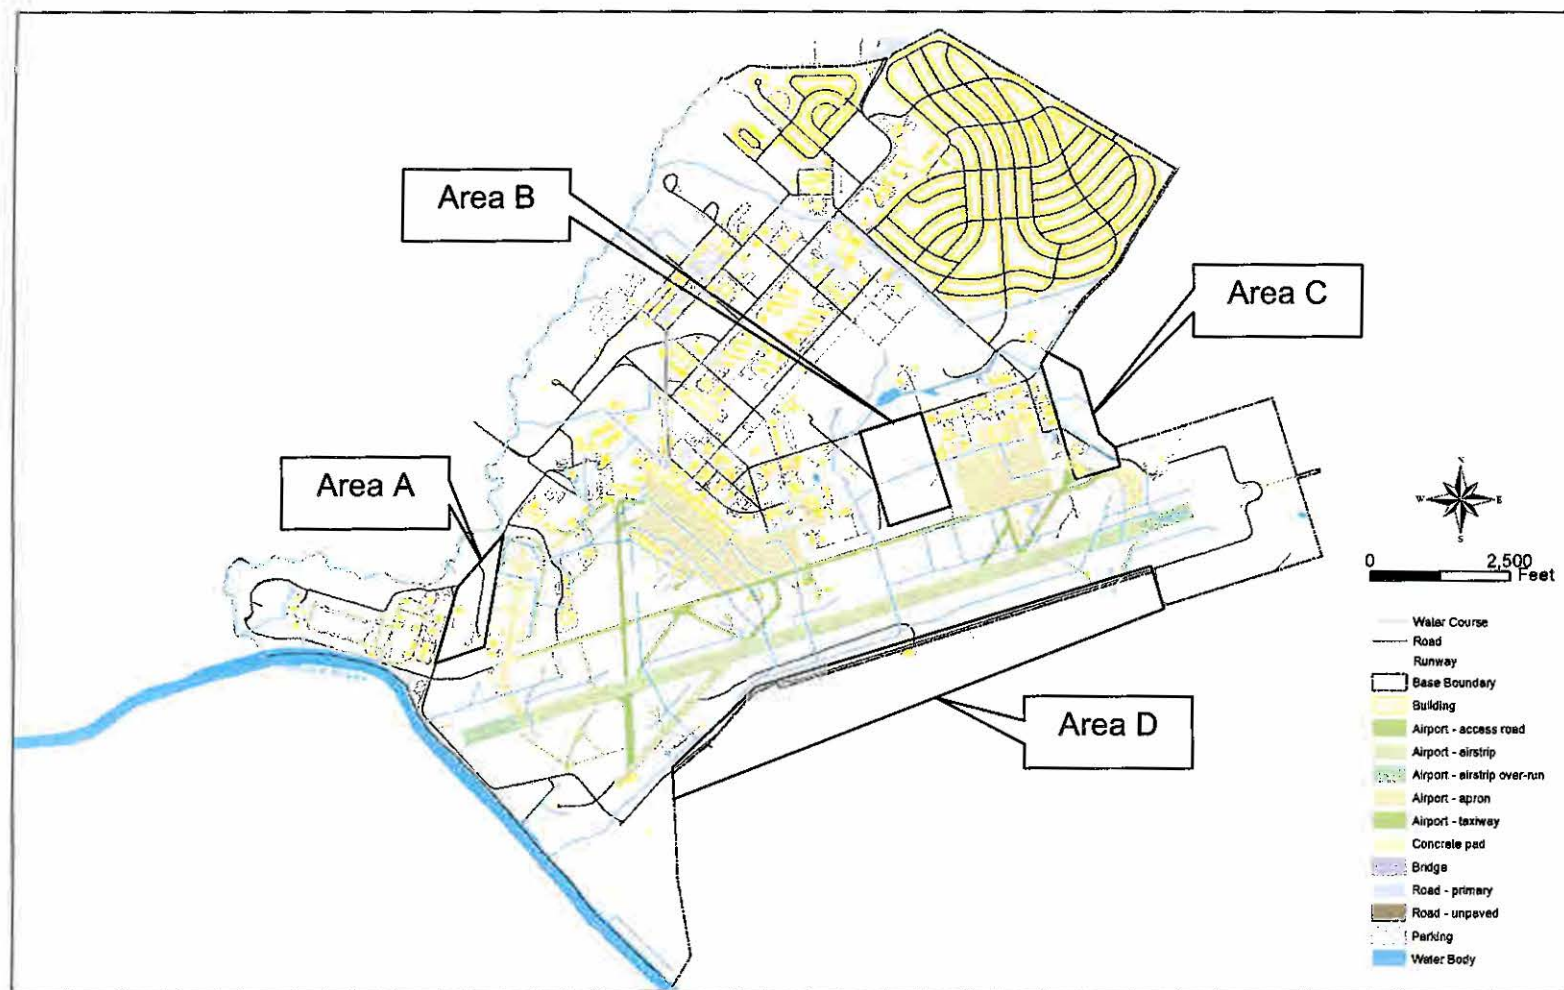 Area B
Area C
Area A
Area D
N
W
E
S
0
2,500
Feet
Water Course
Road
Runway
Base Boundary
Building
Airport - access road
Airport - airstrip
Airport - airstrip over-run
Airport - apron
Airport - taxiway
Concrete pad
Bridge
Road - primary
Road - unpaved
Parking
Water Body